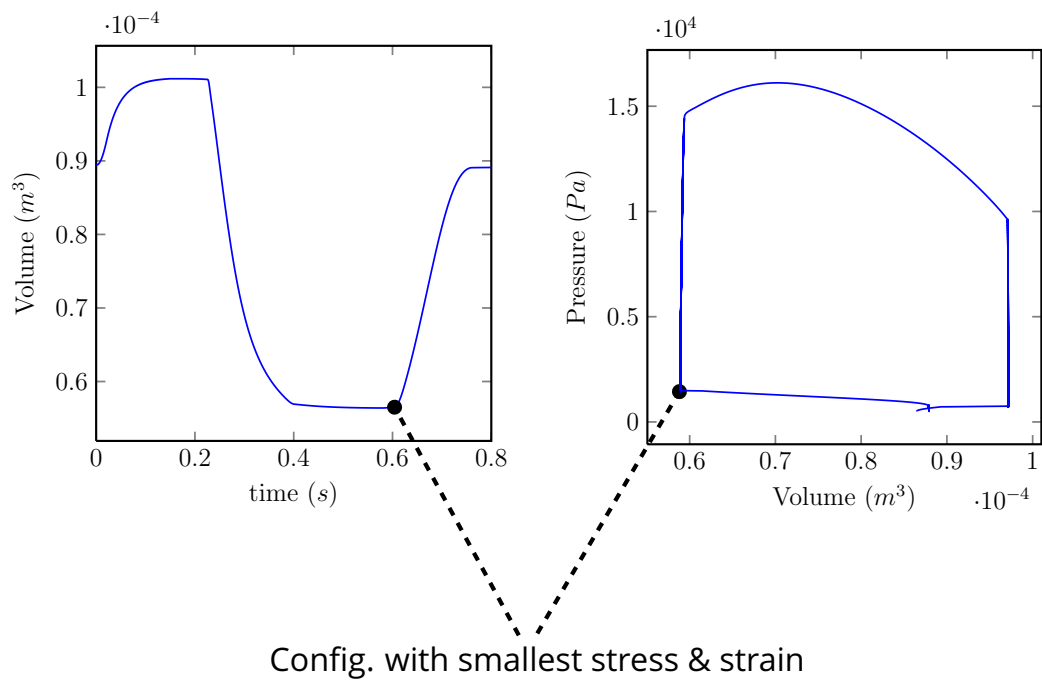 ·10⁻⁴
1
0.9
0.8
0.7
0.6
Volume (m³)
0 0.2 0.4 0.6 0.8
time (s)
·10⁴
1.5
1
0.5
0
Pressure (Pa)
0.6 0.7 0.8 0.9 1
Volume (m³) ·10⁻⁴
Config. with smallest stress & strain